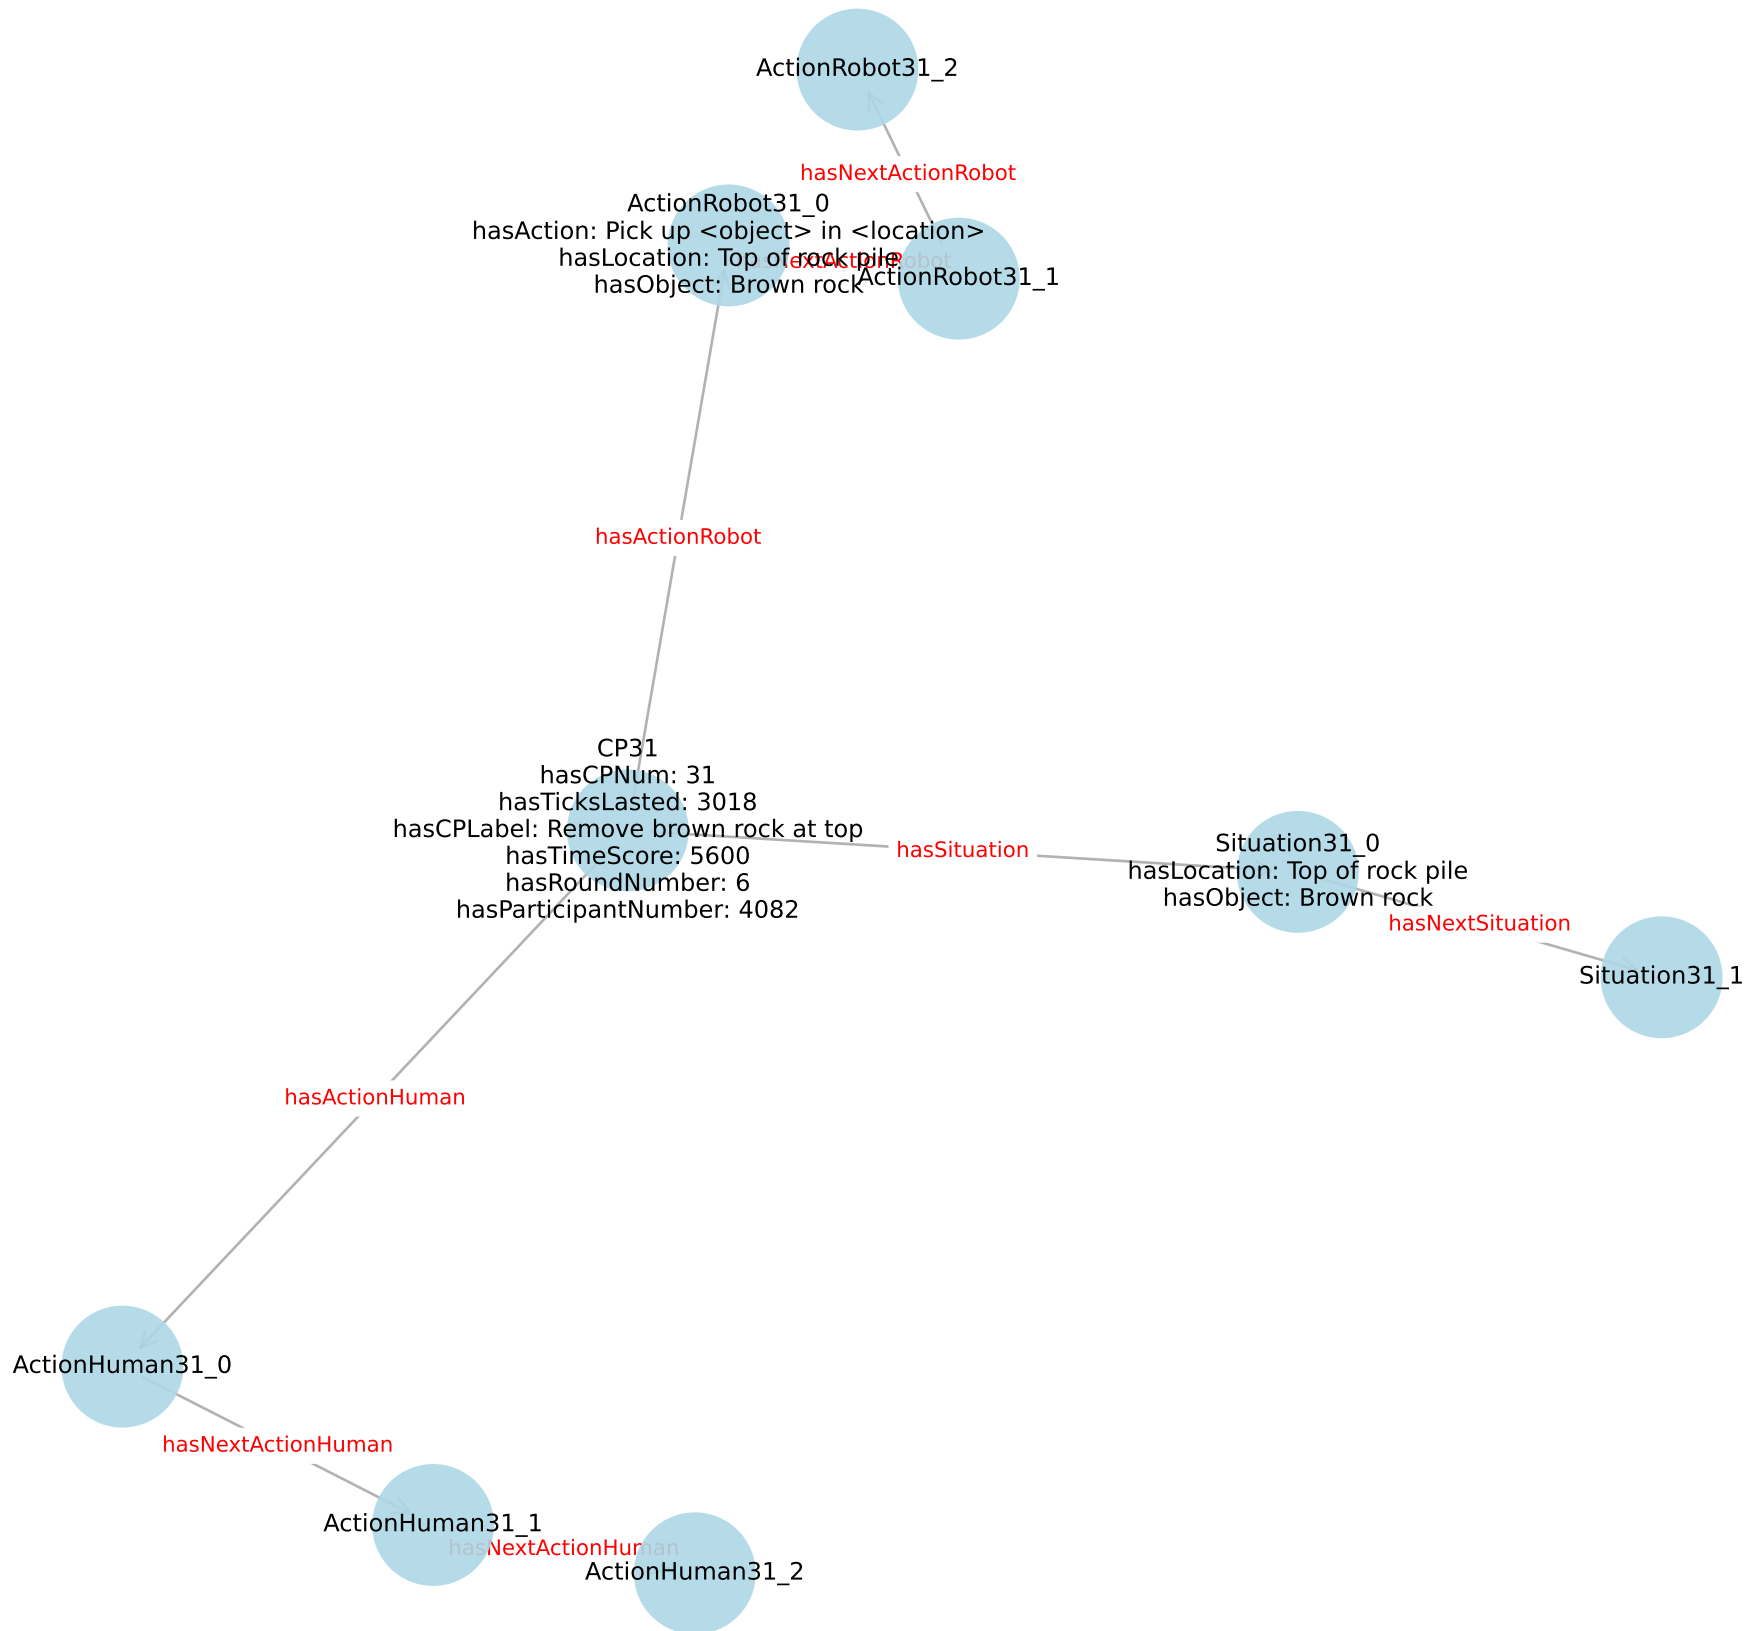 ActionRobot31_2
hasNextActionRobot
ActionRobot31_0
hasAction: Pick up <object> in <location>
hasLocation: Top of rock pile
hasObject: Brown rock
hasNextActionRobot
ActionRobot31_1
hasActionRobot
CP31
hasCPNum: 31
hasTicksLasted: 3018
hasCPLabel: Remove brown rock at top
hasTimeScore: 5600
hasRoundNumber: 6
hasParticipantNumber: 4082
hasSituation
Situation31_0
hasLocation: Top of rock pile
hasObject: Brown rock
hasNextSituation
Situation31_1
hasActionHuman
ActionHuman31_0
hasNextActionHuman
ActionHuman31_1
hasNextActionHuman
ActionHuman31_2